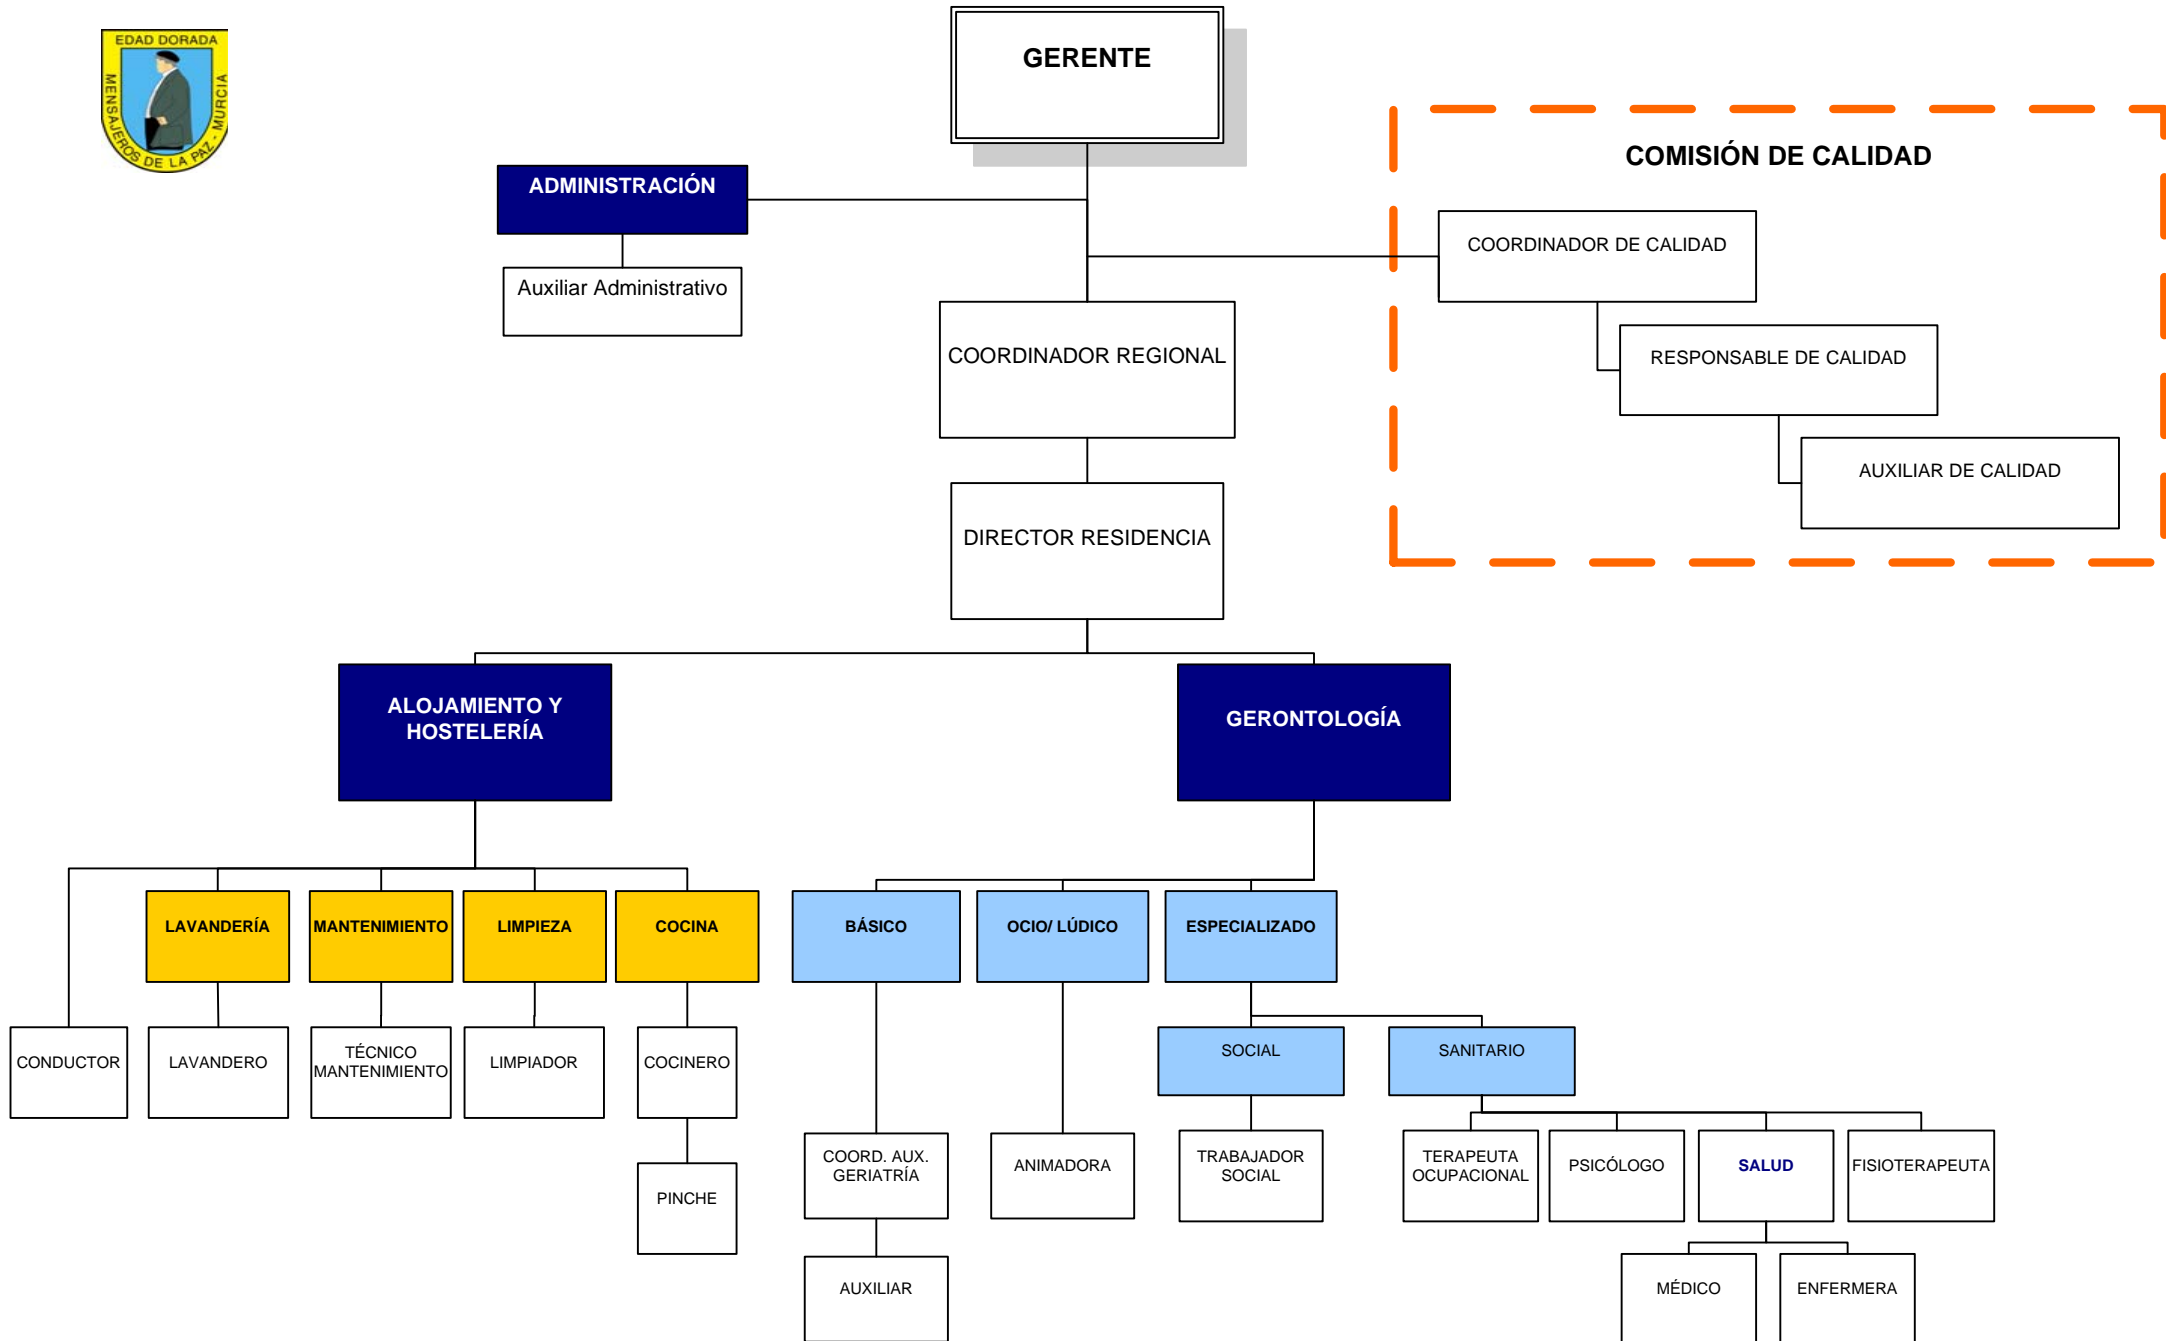 EDAD DORADA
MENSAJEROS DE LA PAZ - MURCIA
GERENTE
COMISIÓN DE CALIDAD
ADMINISTRACIÓN
Auxiliar Administrativo
COORDINADOR DE CALIDAD
COORDINADOR REGIONAL
RESPONSABLE DE CALIDAD
AUXILIAR DE CALIDAD
DIRECTOR RESIDENCIA
ALOJAMIENTO Y
HOSTELERÍA
GERONTOLOGÍA
LAVANDERÍA
MANTENIMIENTO
LIMPIEZA
COCINA
BÁSICO
OCIO/ LÚDICO
ESPECIALIZADO
CONDUCTOR
LAVANDERO
TÉCNICO
MANTENIMIENTO
LIMPIADOR
COCINERO
SOCIAL
SANITARIO
PINCHE
COORD. AUX.
GERIATRÍA
ANIMADORA
TRABAJADOR
SOCIAL
TERAPEUTA
OCUPACIONAL
PSICÓLOGO
SALUD
FISIOTERAPEUTA
AUXILIAR
MÉDICO
ENFERMERA